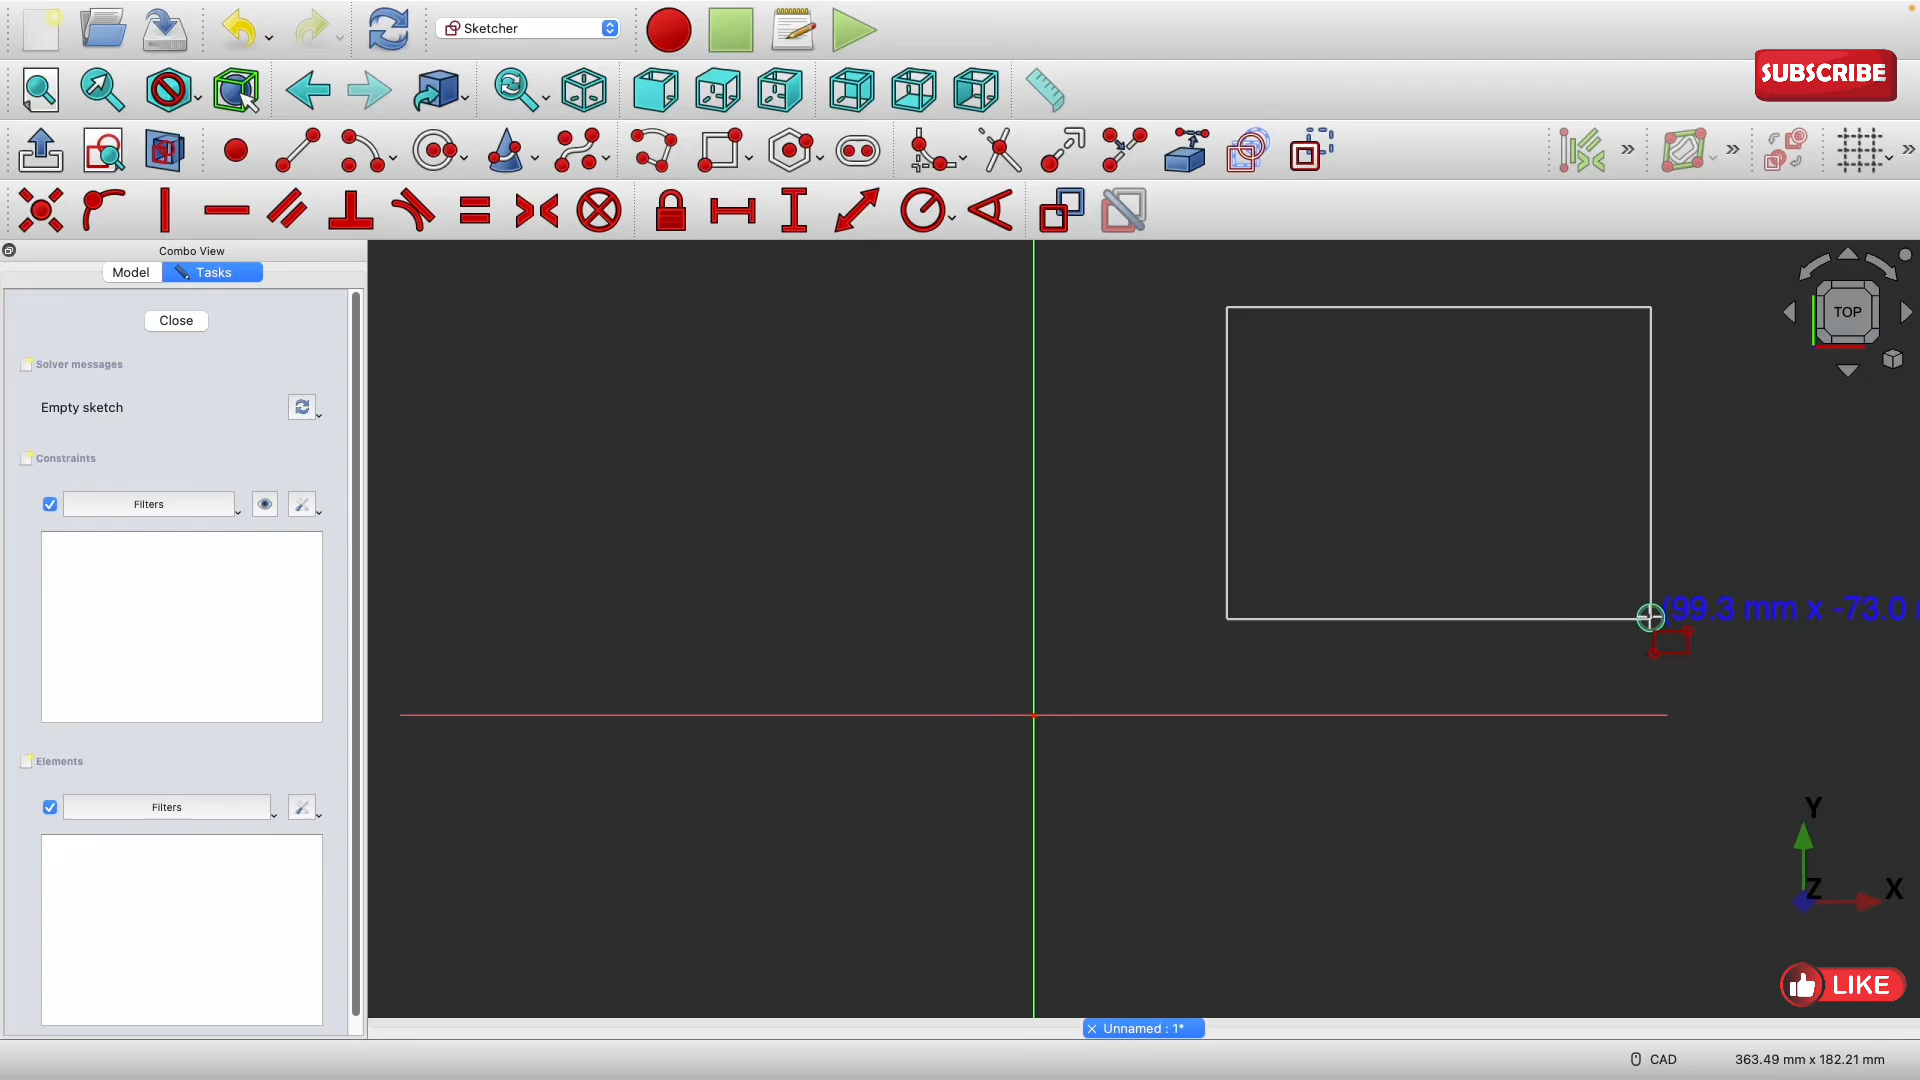 Sketcher
SUBSCRIBE
Combo View
Model
Tasks
Close
Solver messages
Empty sketch
Constraints
Filters
Elements
Filters
TOP
(99.3 mm x -73.0
Y
Z
X
LIKE
Unnamed : 1*
CAD
363.49 mm x 182.21 mm